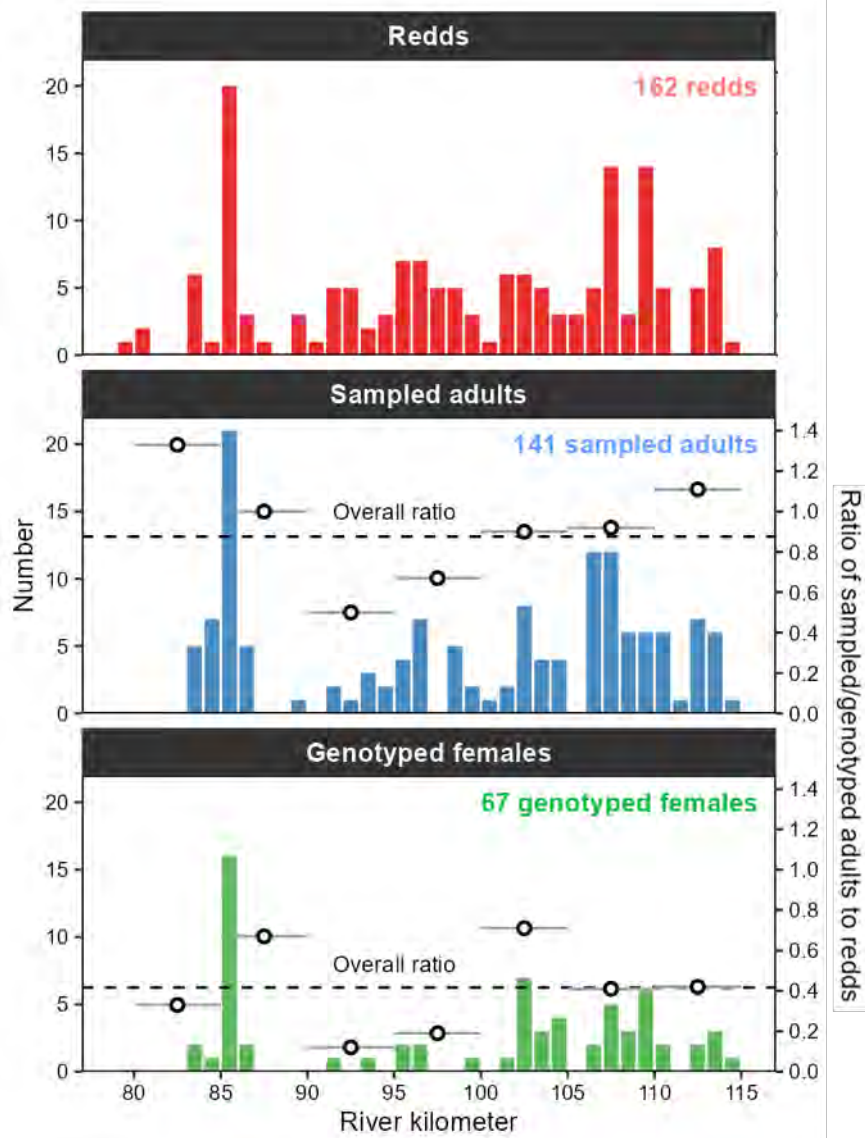 Redds
162 redds
20
15
10
5
0
Sampled adults
141 sampled adults
Overall ratio
20
15
10
5
0
1.4
1.2
1.0
0.8
0.6
0.4
0.2
0.0
Number
Ratio of sampled/genotyped adults to redds
Genotyped females
67 genotyped females
Overall ratio
20
15
10
5
0
1.4
1.2
1.0
0.8
0.6
0.4
0.2
0.0
80 85 90 95 100 105 110 115
River kilometer